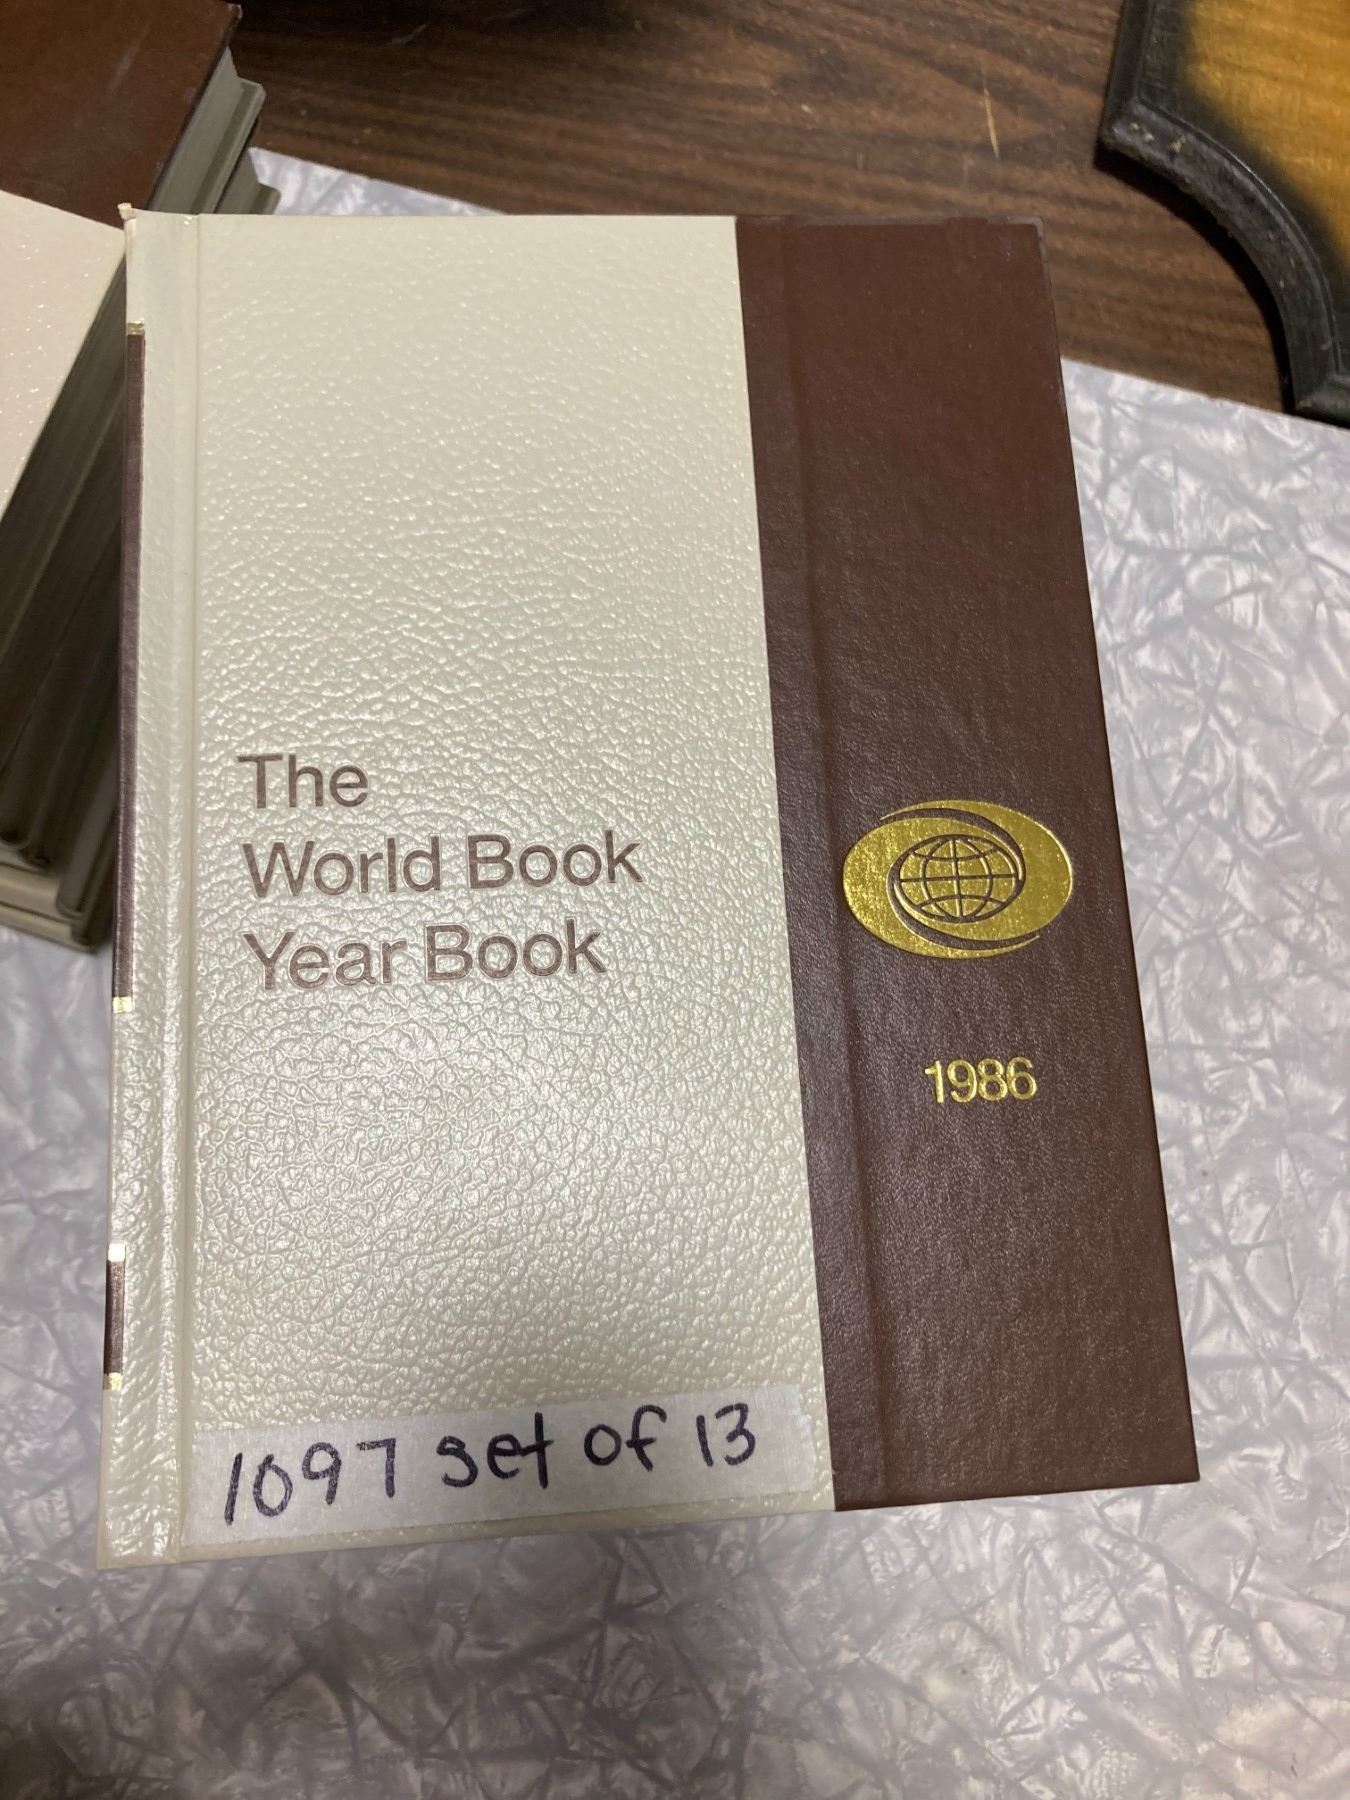 The
World Book
Year Book
1986
1097 set of 13